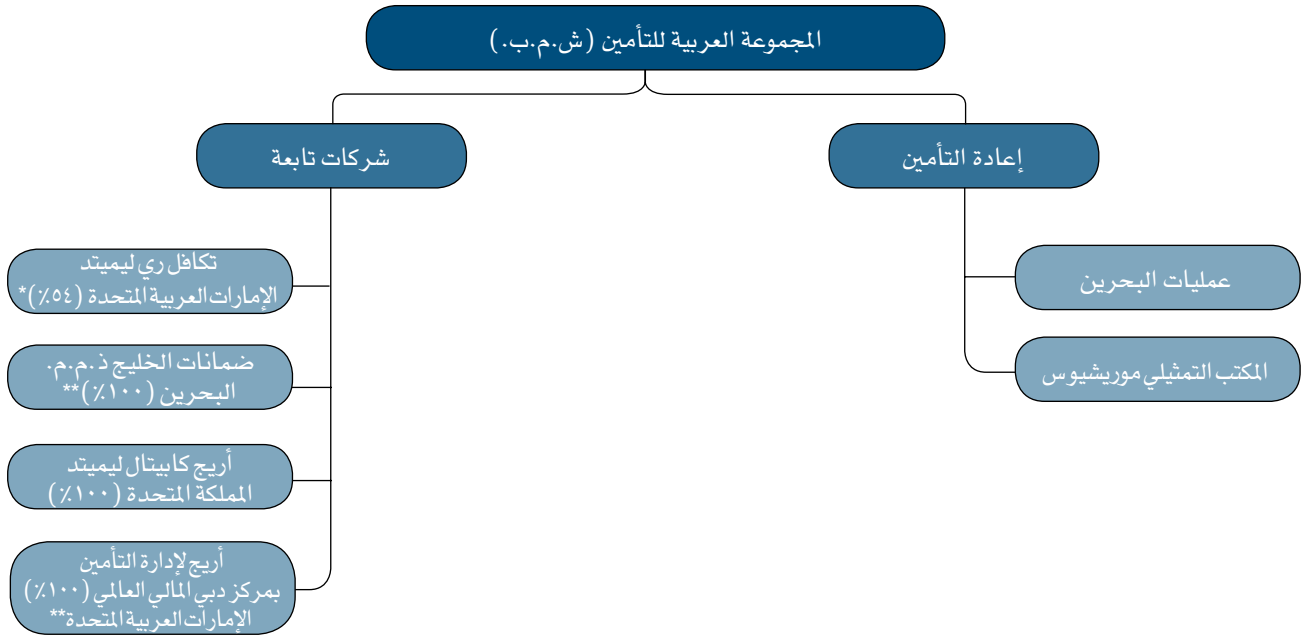 المجموعة العربية للتأمين (ش.م.ب.)
إعادة التأمين
شركات تابعة
عمليات البحرين
المكتب التمثيلي موريشيوس
تكافل ري ليميتد
الإمارات العربية المتحدة (٥٤٪)*
ضمانات الخليج ذ.م.م.
البحرين (١٠٠٪)**
أريج كابيتال ليميتد
المملكة المتحدة (١٠٠٪)
أريج لإدارة التأمين
بمركز دبي المالي العالمي (١٠٠٪)
الإمارات العربية المتحدة**